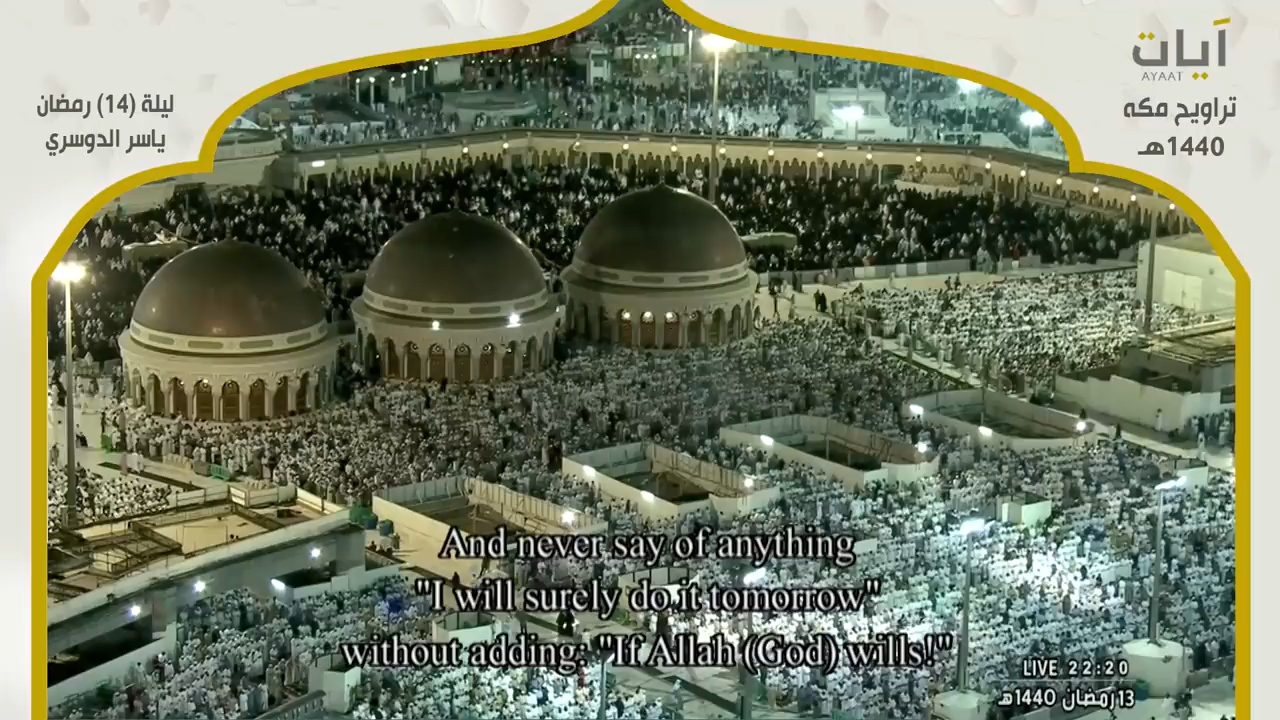 آيات
AYAAT
تراويح مكه
1440هـ
ليلة (14) رمضان
ياسر الدوسري
And never say of anything
"I will surely do it tomorrow"
without adding: "If Allah (God) wills!"
LIVE 22:20
13 رمضان 1440هـ